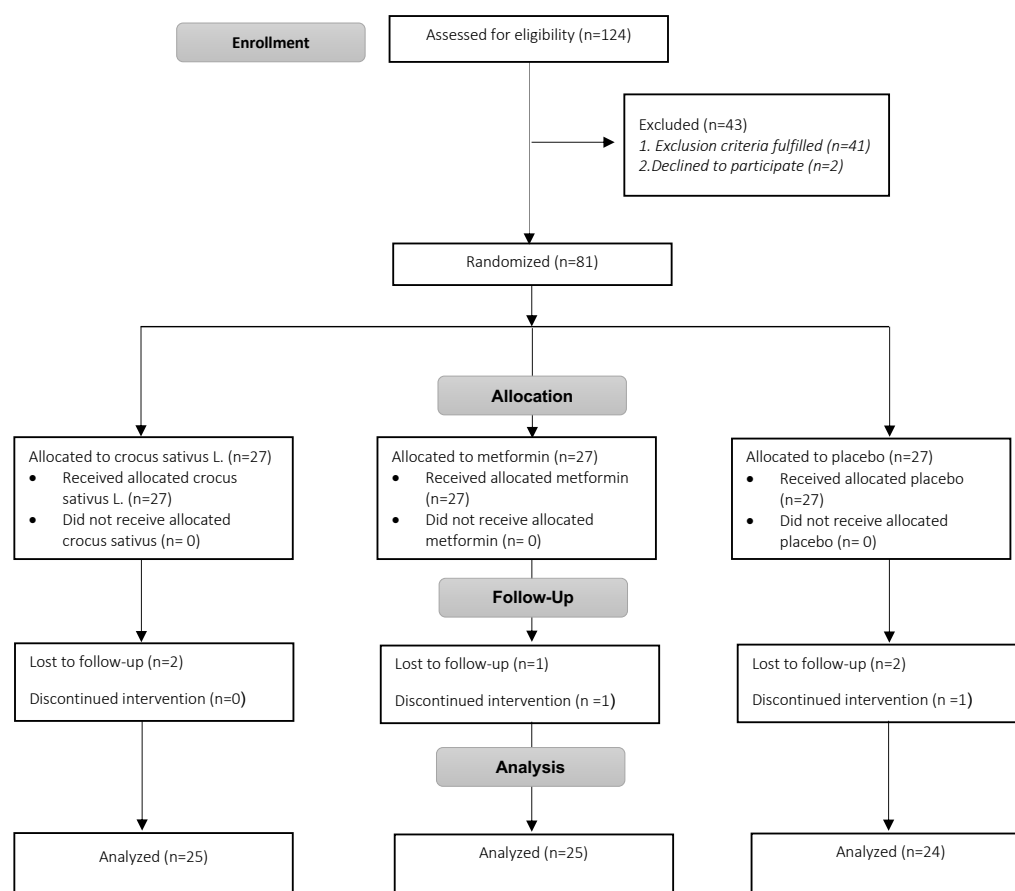 Enrollment
Assessed for eligibility (n=124)
Excluded (n=43)
1. Exclusion criteria fulfilled (n=41)
2.Declined to participate (n=2)
Randomized (n=81)
Allocation
Allocated to crocus sativus L. (n=27)
• Received allocated crocus
sativus L. (n=27)
• Did not receive allocated
crocus sativus (n= 0)
Allocated to metformin (n=27)
• Received allocated metformin
(n=27)
• Did not receive allocated
metformin (n= 0)
Allocated to placebo (n=27)
• Received allocated placebo
(n=27)
• Did not receive allocated
placebo (n= 0)
Follow-Up
Lost to follow-up (n=2)
Discontinued intervention (n=0)
Lost to follow-up (n=1)
Discontinued intervention (n =1)
Lost to follow-up (n=2)
Discontinued intervention (n =1)
Analysis
Analyzed (n=25)
Analyzed (n=25)
Analyzed (n=24)